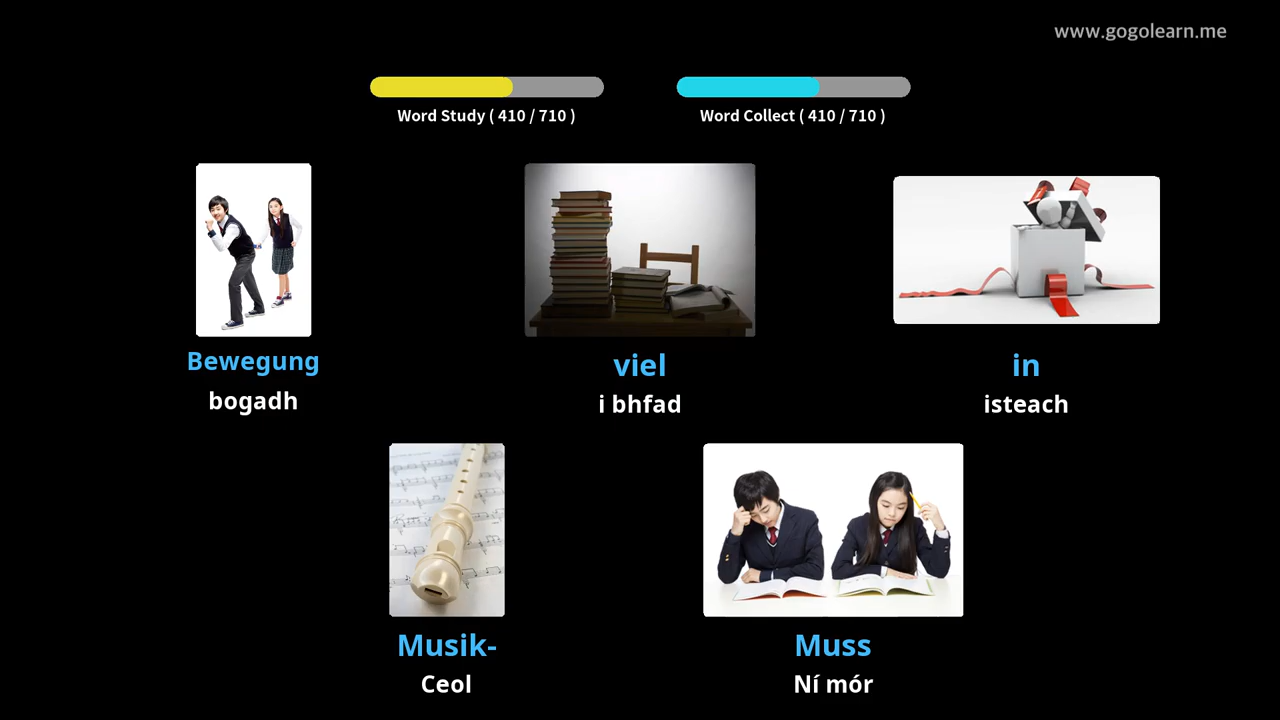 www.gogolearn.me
Word Study ( 410 / 710 )
Word Collect ( 410 / 710 )
Bewegung
bogadh
viel
i bhfad
in
isteach
Musik-
Ceol
Muss
Ní mór